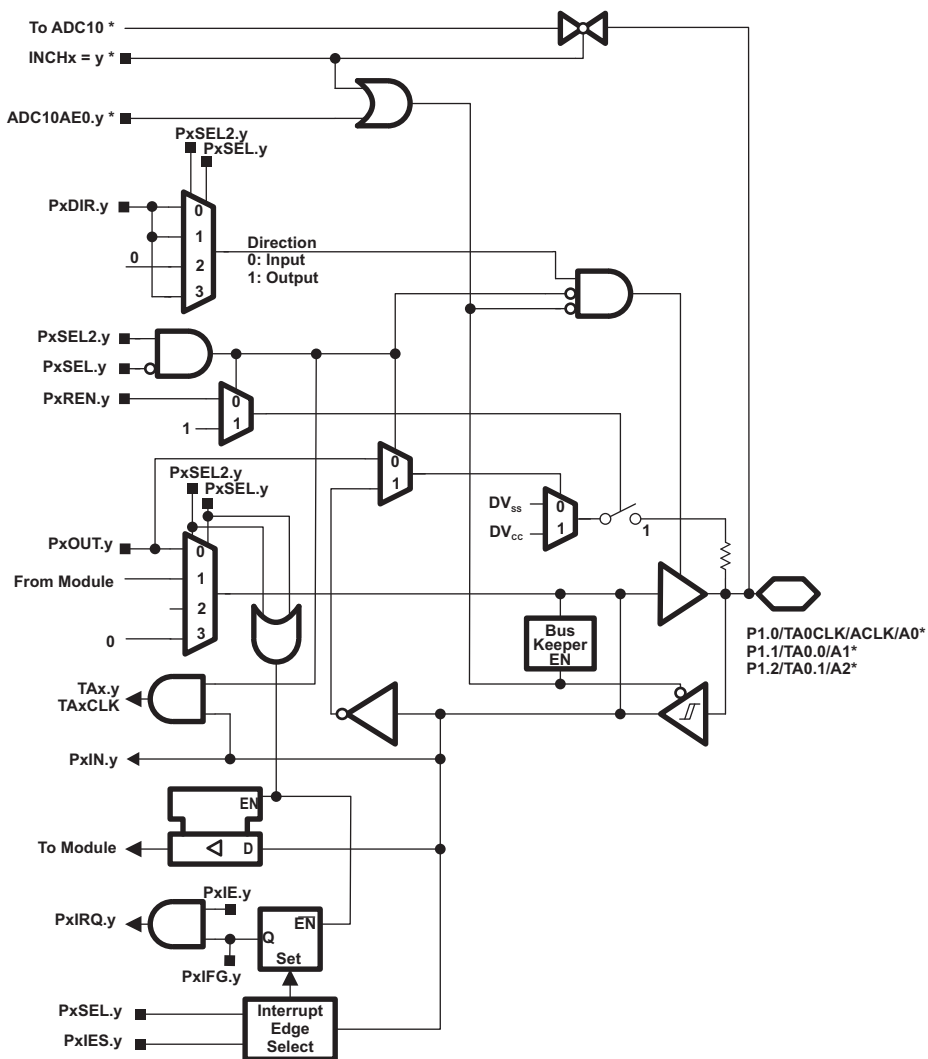 To ADC10 *
INCHx = y *
ADC10AE0.y *
PxSEL2.y
PxSEL.y
PxDIR.y
0
1
0
2
3
Direction
0: Input
1: Output
PxSEL2.y
PxSEL.y
PxREN.y
0
1
1
PxSEL2.y
PxSEL.y
0
1
DVSS
DVCC
0
1
1
PxOUT.y
0
From Module
1
2
0
3
Bus
Keeper
EN
P1.0/TA0CLK/ACLK/A0*
P1.1/TA0.0/A1*
P1.2/TA0.1/A2*
TAx.y
TAxCLK
PxIN.y
EN
To Module
D
PxIE.y
PxIRQ.y
EN
Q
Set
PxIFG.y
PxSEL.y
PxIES.y
Interrupt
Edge
Select